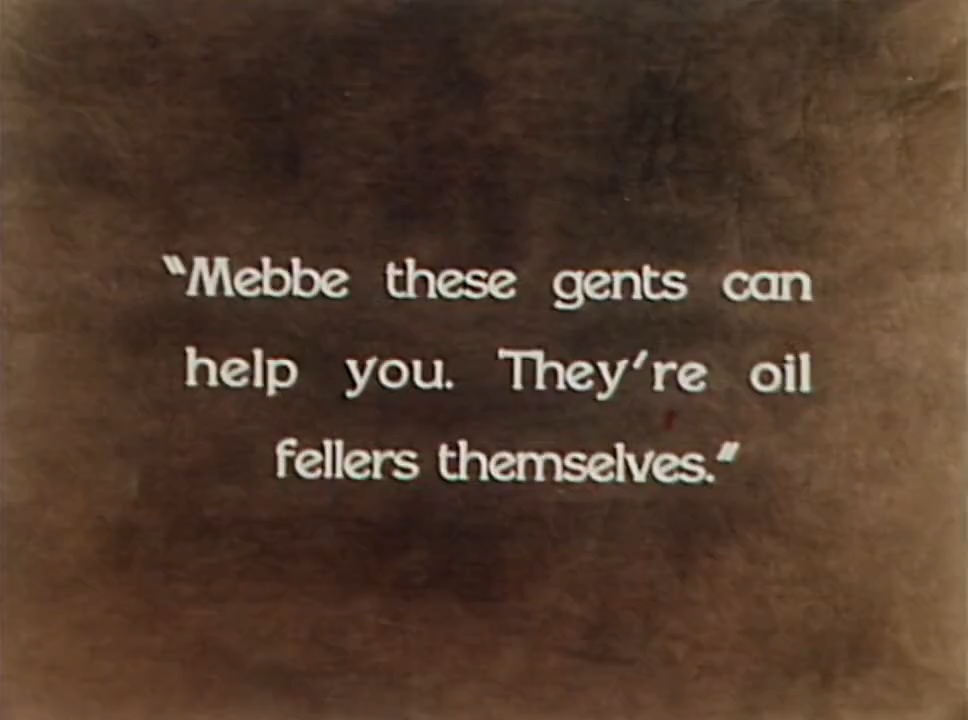 "Mebbe these gents can
help you. They're oil
fellers themselves."